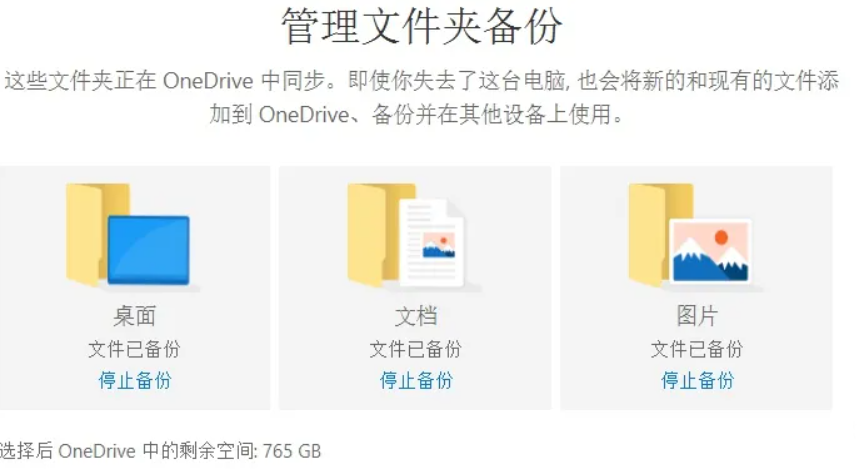 管理文件夹备份
这些文件夹正在 OneDrive 中同步。即使你失去了这台电脑, 也会将新的和现有的文件添
加到 OneDrive、备份并在其他设备上使用。
桌面
文档
图片
文件已备份
文件已备份
文件已备份
停止备份
停止备份
停止备份
选择后 OneDrive 中的剩余空间: 765 GB